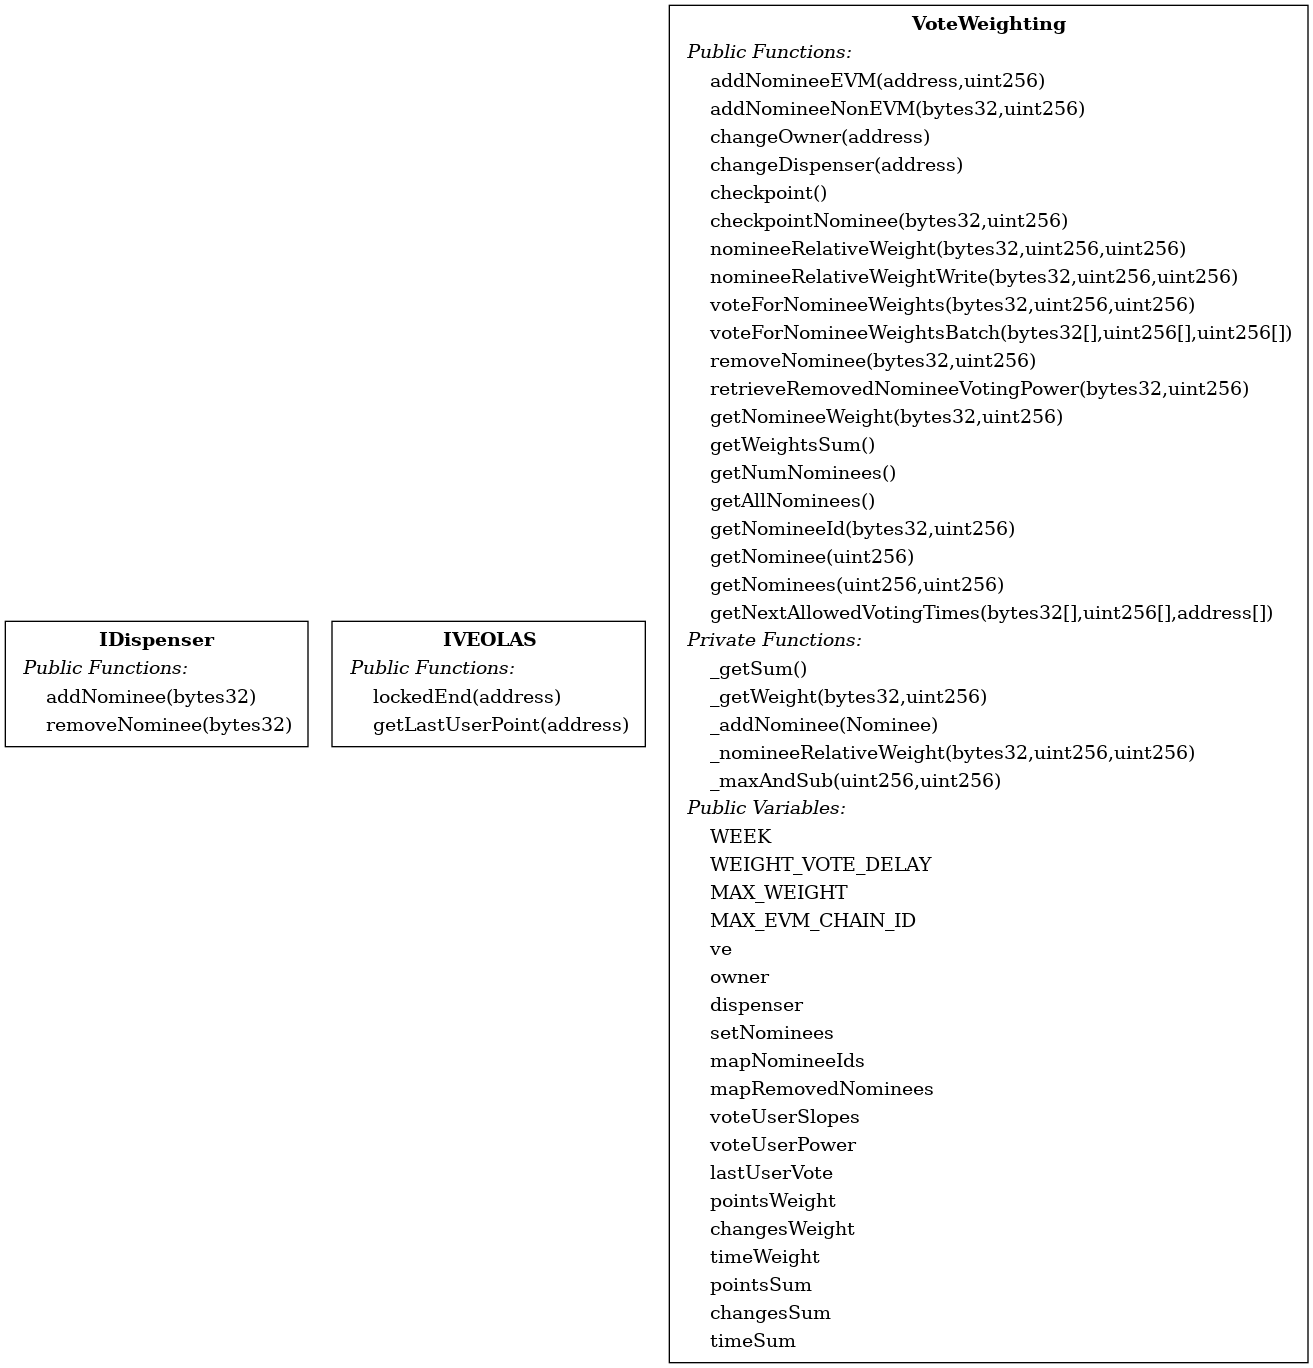 IDispenser
Public Functions:
addNominee(bytes32)
removeNominee(bytes32)
IVEOLAS
Public Functions:
lockedEnd(address)
getLastUserPoint(address)
VoteWeighting
Public Functions:
addNomineeEVM(address,uint256)
addNomineeNonEVM(bytes32,uint256)
changeOwner(address)
changeDispenser(address)
checkpoint()
checkpointNominee(bytes32,uint256)
nomineeRelativeWeight(bytes32,uint256,uint256)
nomineeRelativeWeightWrite(bytes32,uint256,uint256)
voteForNomineeWeights(bytes32,uint256,uint256)
voteForNomineeWeightsBatch(bytes32[],uint256[],uint256[])
removeNominee(bytes32,uint256)
retrieveRemovedNomineeVotingPower(bytes32,uint256)
getNomineeWeight(bytes32,uint256)
getWeightsSum()
getNumNominees()
getAllNominees()
getNomineeId(bytes32,uint256)
getNominee(uint256)
getNominees(uint256,uint256)
getNextAllowedVotingTimes(bytes32[],uint256[],address[])
Private Functions:
_getSum()
_getWeight(bytes32,uint256)
_addNominee(Nominee)
_nomineeRelativeWeight(bytes32,uint256,uint256)
_maxAndSub(uint256,uint256)
Public Variables:
WEEK
WEIGHT_VOTE_DELAY
MAX_WEIGHT
MAX_EVM_CHAIN_ID
ve
owner
dispenser
setNominees
mapNomineeIds
mapRemovedNominees
voteUserSlopes
voteUserPower
lastUserVote
pointsWeight
changesWeight
timeWeight
pointsSum
changesSum
timeSum